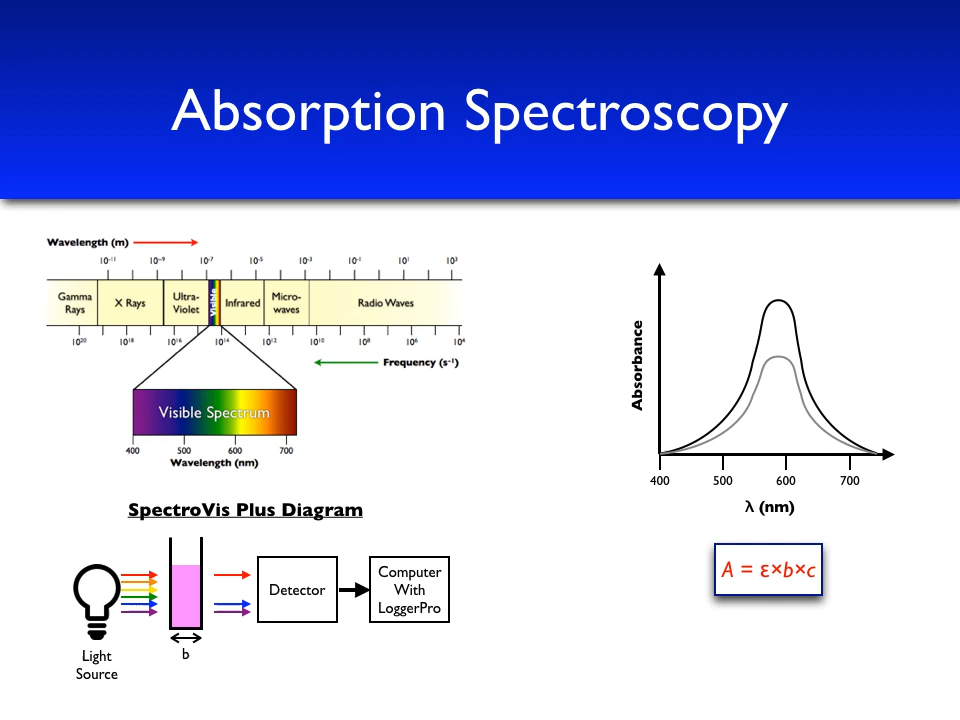 Absorption Spectroscopy
Wavelength (m)
10⁻¹¹ 10⁻⁹ 10⁻⁷ 10⁻⁵ 10⁻³ 10⁻¹ 10¹ 10³
Gamma Rays X Rays Ultra-Violet Visible Infrared Micro-waves Radio Waves
10²⁰ 10¹⁸ 10¹⁶ 10¹⁴ 10¹² 10¹⁰ 10⁸ 10⁶ 10⁴
Frequency (s⁻¹)
Visible Spectrum
400 500 600 700
Wavelength (nm)
Absorbance
400 500 600 700
λ (nm)
A = ε×b×c
SpectroVis Plus Diagram
Light
Source
b
Detector
Computer
With
LoggerPro